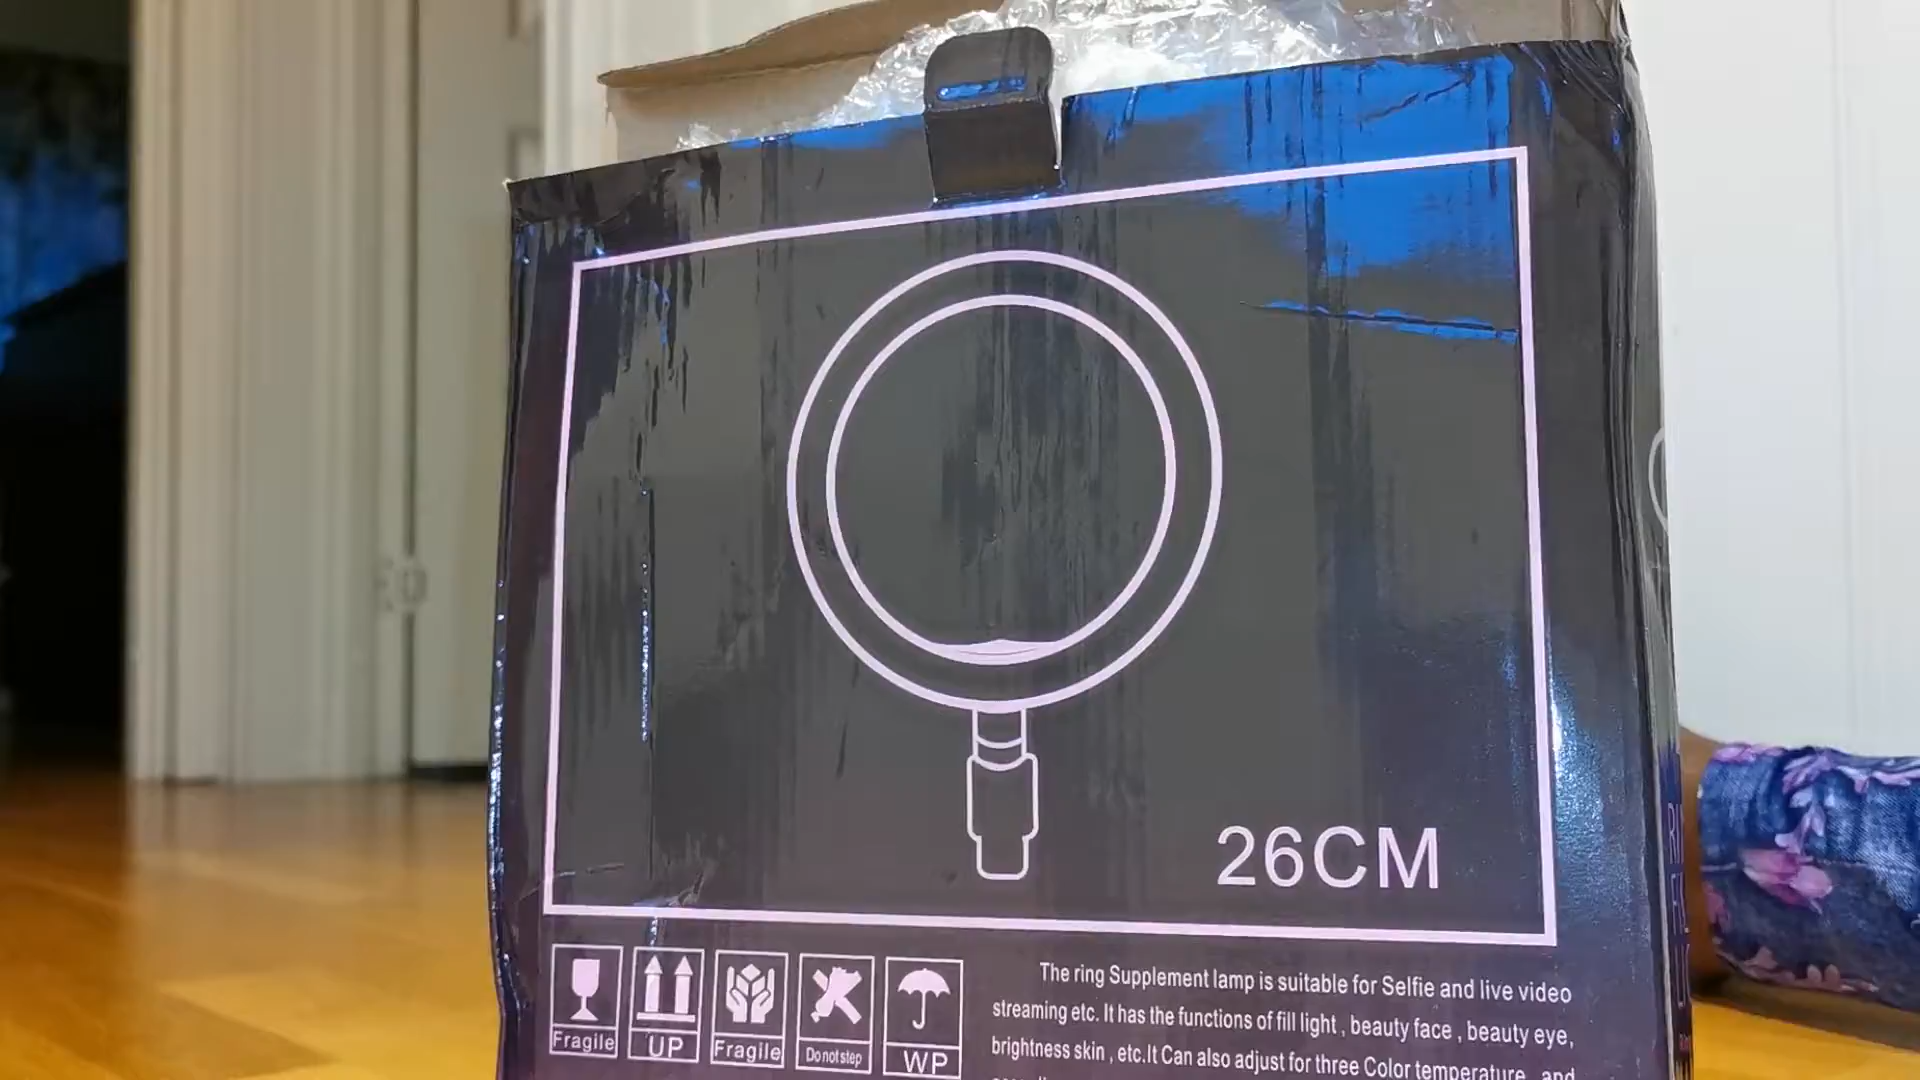 26CM
Fragile
UP
Fragile
Do not step
WP
The ring Supplement lamp is suitable for Selfie and live video
streaming etc. It has the functions of fill light , beauty face , beauty eye,
brightness skin , etc.It Can also adjust for three Color temperature , and